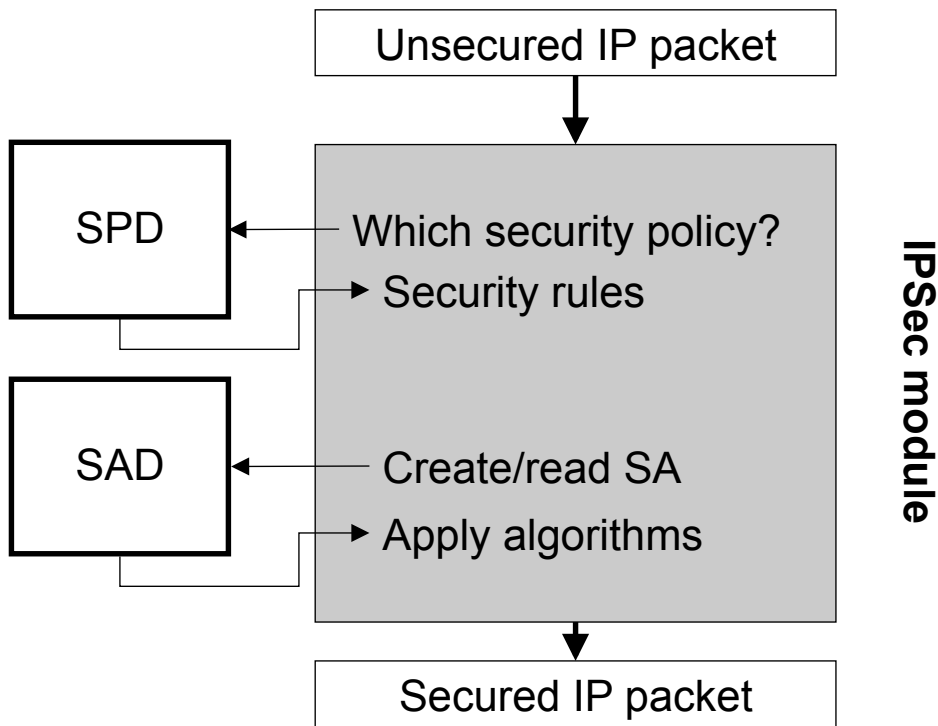 Unsecured IP packet
SPD
Which security policy?
Security rules
SAD
Create/read SA
Apply algorithms
IPSec module
Secured IP packet